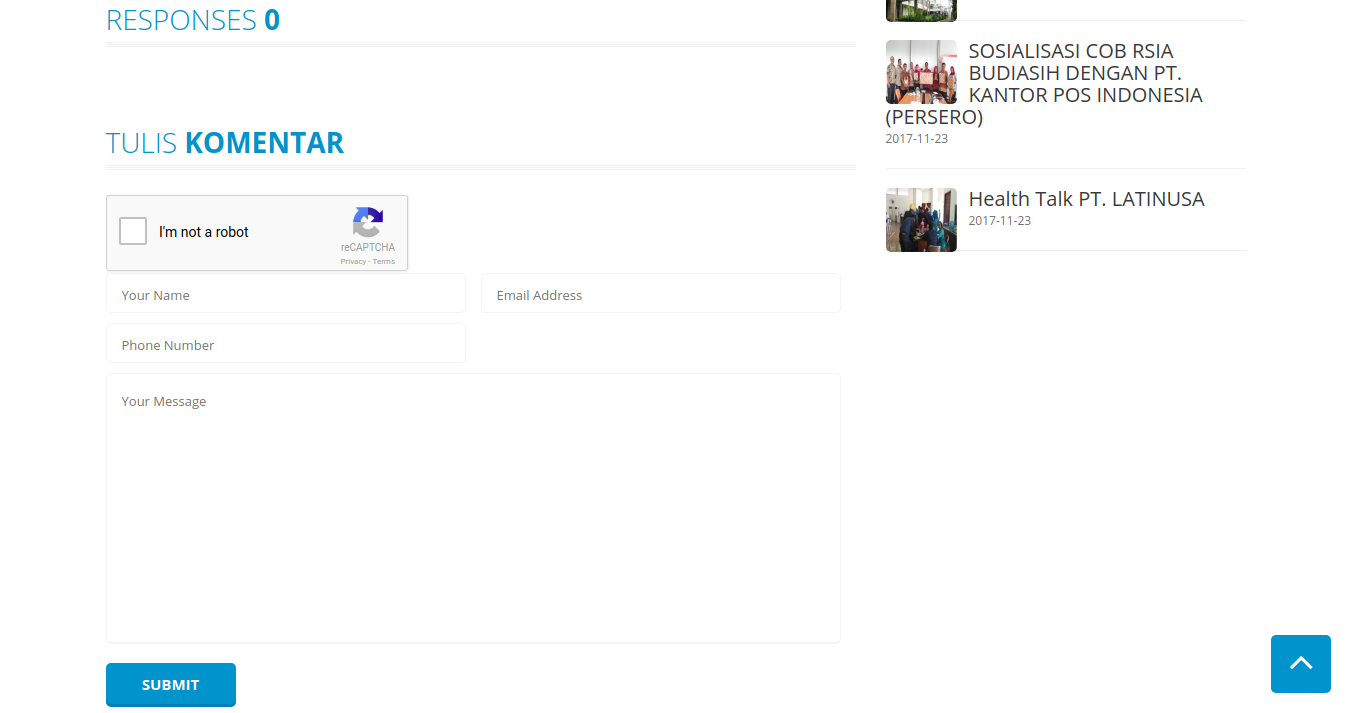 RESPONSES 0
TULIS KOMENTAR
I'm not a robot
reCAPTCHA
Privacy - Terms
Your Name
Email Address
Phone Number
Your Message
SUBMIT
SOSIALISASI COB RSIA
BUDIASIH DENGAN PT.
KANTOR POS INDONESIA
(PERSERO)
2017-11-23
Health Talk PT. LATINUSA
2017-11-23